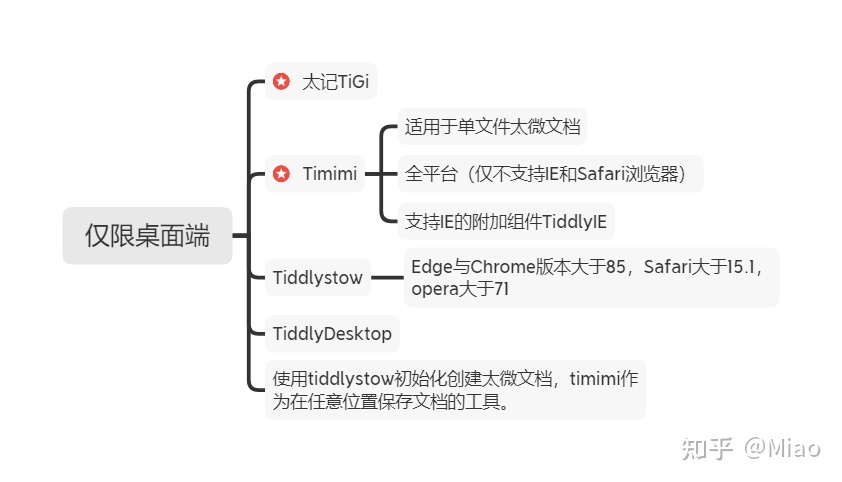 太记TiGi
适用于单文件太微文档
Timimi
全平台（仅不支持IE和Safari浏览器）
支持IE的附加组件TiddlyIE
仅限桌面端
Tiddlystow
Edge与Chrome版本大于85，Safari大于15.1，
opera大于71
TiddlyDesktop
使用tiddlystow初始化创建太微文档，timimi作
为在任意位置保存文档的工具。
知乎 @Miao